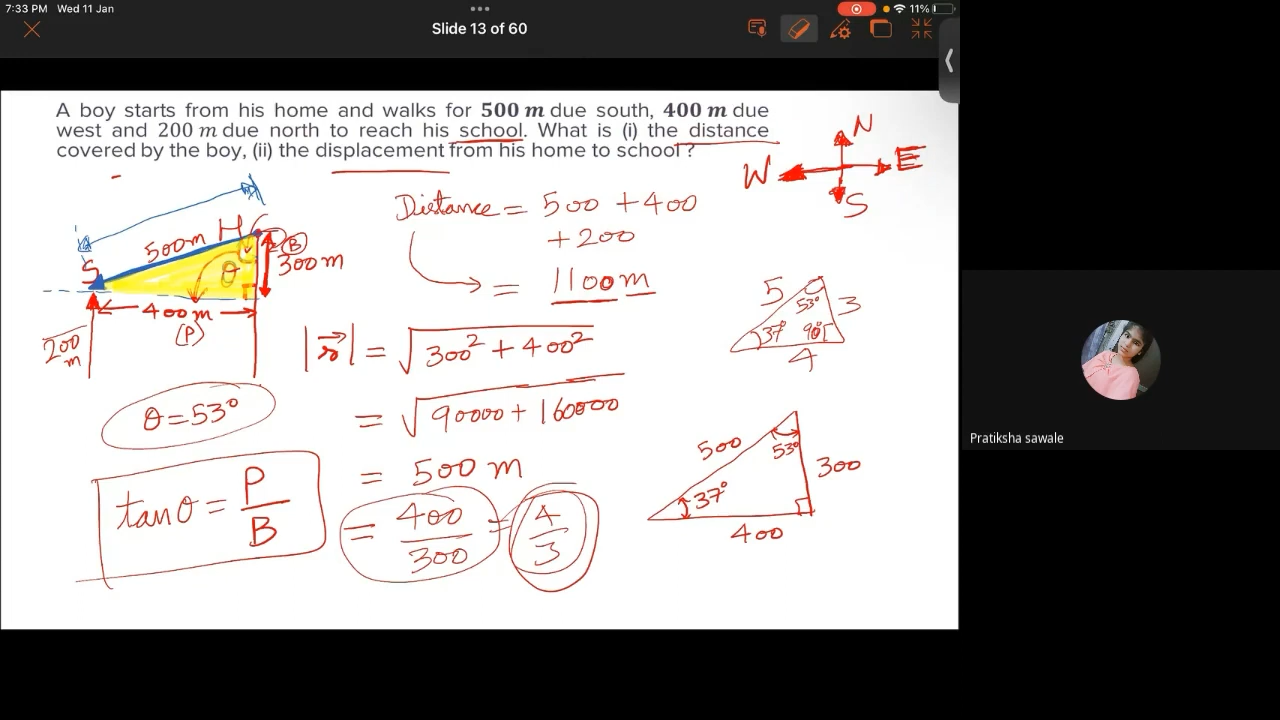 7:33 PM Wed 11 Jan
11%
Slide 13 of 60
A boy starts from his home and walks for 500 m due south, 400 m due
west and 200 m due north to reach his school. What is (i) the distance
covered by the boy, (ii) the displacement from his home to school ?
N
W E
S
Distance = 500 + 400
+ 200
= 1100 m
H
500m
(B)
300 m
S
θ
400 m
(P)
200
m
|r⃗| = √300² + 400²
= √90000 + 160000
= 500 m
θ = 53°
tan θ = P/B
= 400/300 = 4/3
5
53°
3
37°
90°
4
500
53°
300
37°
400
Pratiksha sawale